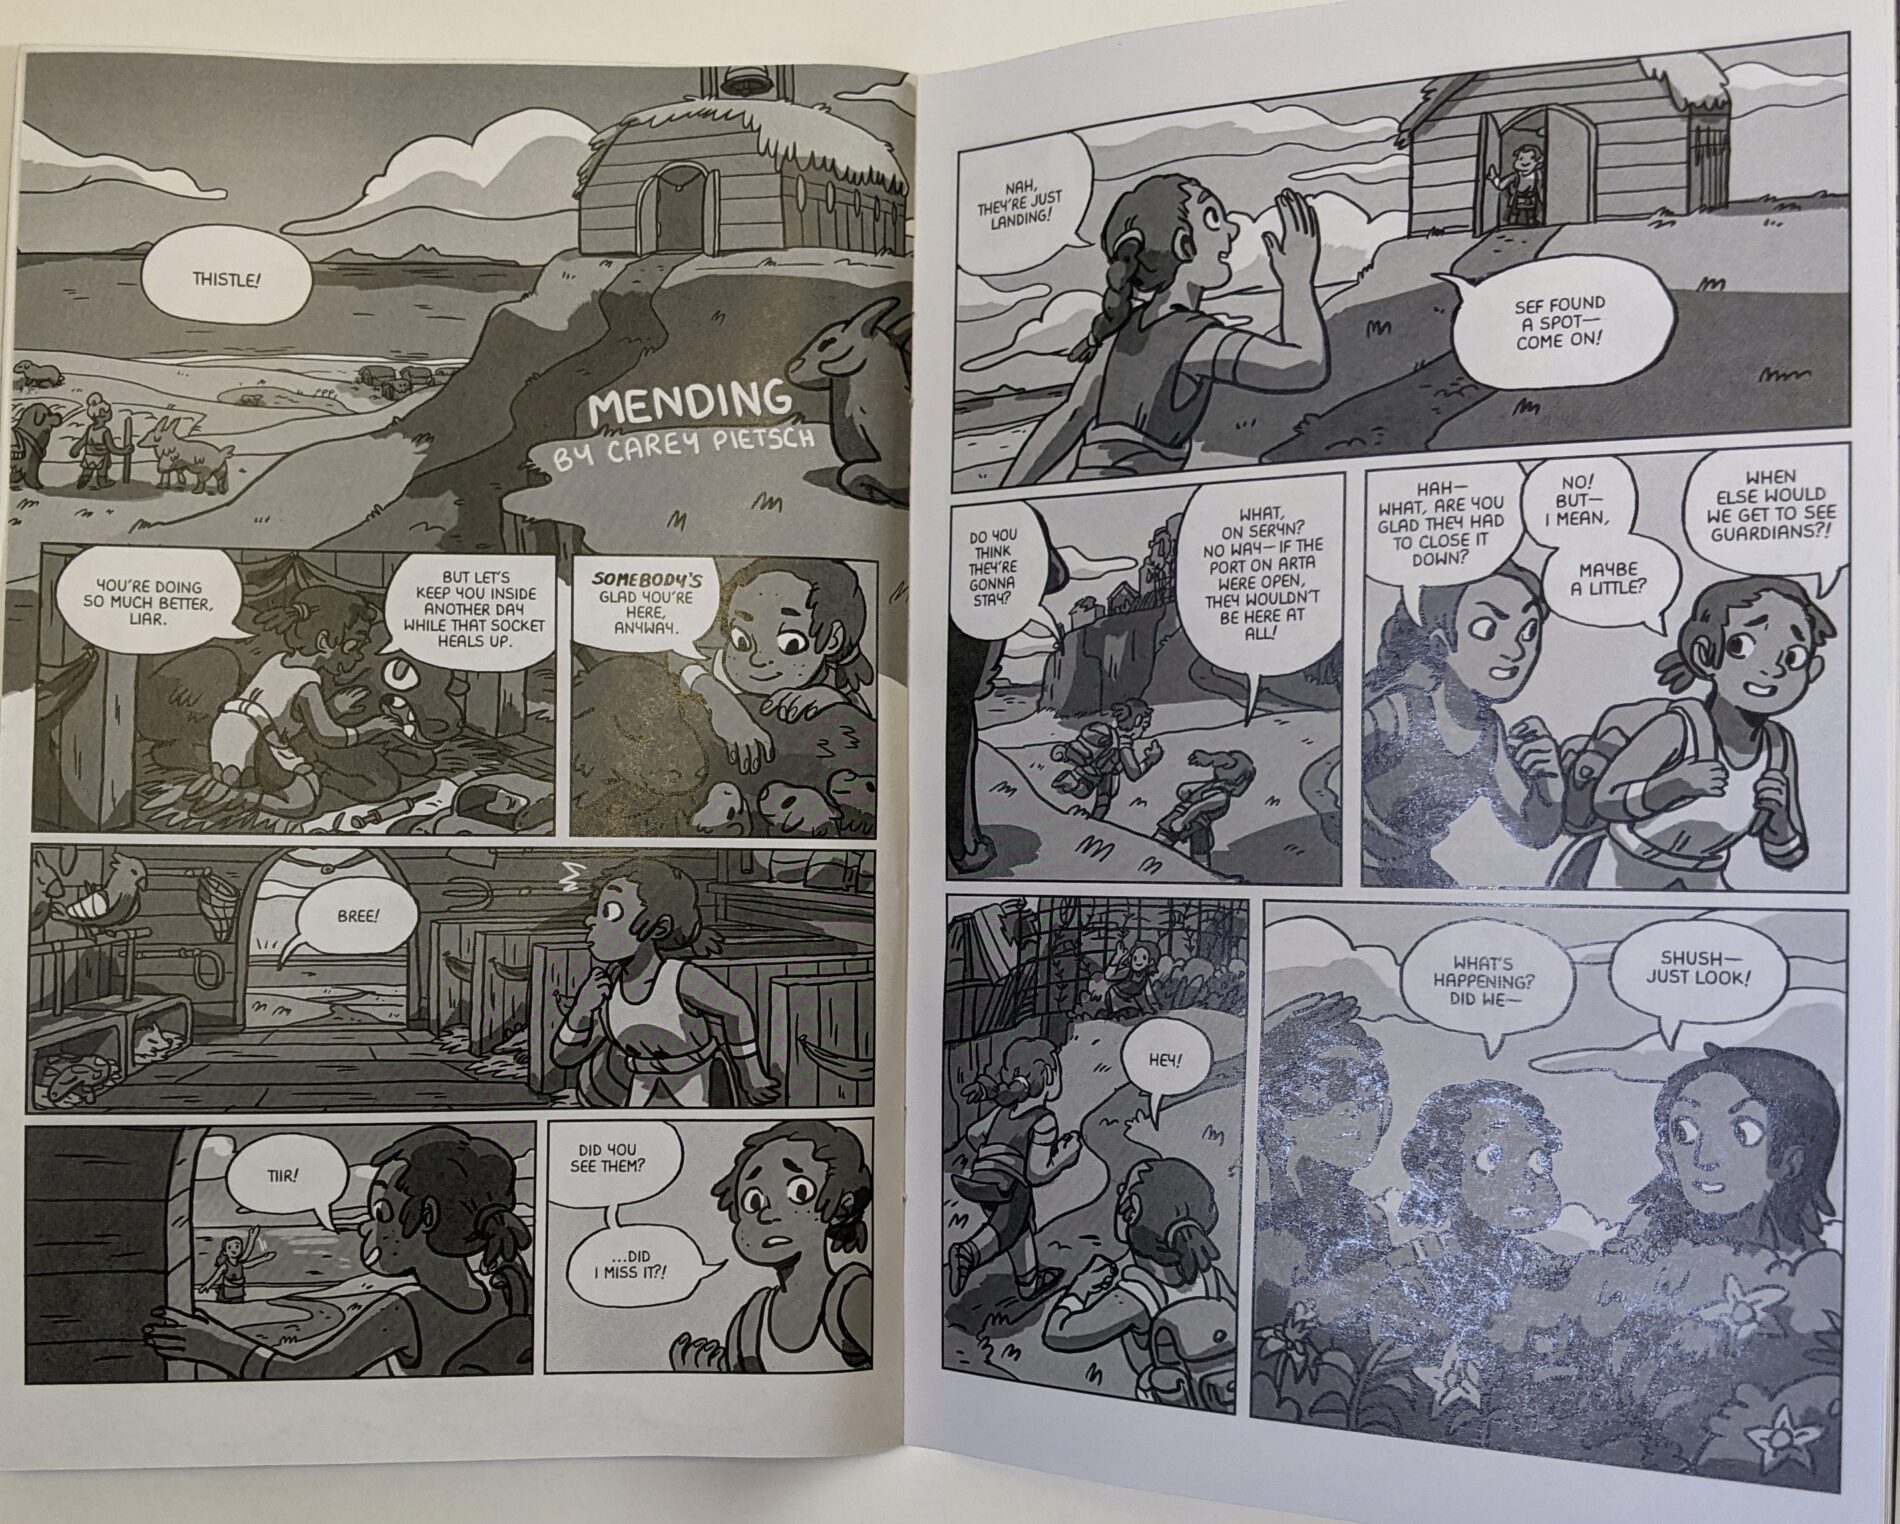 THISTLE!
MENDING
BY CAREY PIETSCH
YOU'RE DOING
SO MUCH BETTER,
LIAR.
BUT LET'S
KEEP YOU INSIDE
ANOTHER DAY
WHILE THAT SOCKET
HEALS UP.
SOMEBODY'S
GLAD YOU'RE
HERE,
ANYWAY.
BREE!
TIIR!
DID YOU
SEE THEM?
...DID
I MISS IT?!
NAH,
THEY'RE JUST
LANDING!
SEF FOUND
A SPOT—
COME ON!
DO YOU
THINK
THEY'RE
GONNA
STAY?
WHAT,
ON SERYN?
NO WAY— IF THE
PORT ON ARTA
WERE OPEN,
THEY WOULDN'T
BE HERE AT
ALL!
HAH—
WHAT, ARE YOU
GLAD THEY HAD
TO CLOSE IT
DOWN?
NO!
BUT—
I MEAN,
MAYBE
A LITTLE?
WHEN
ELSE WOULD
WE GET TO SEE
GUARDIANS?!
HEY!
WHAT'S
HAPPENING?
DID WE—
SHUSH—
JUST LOOK!